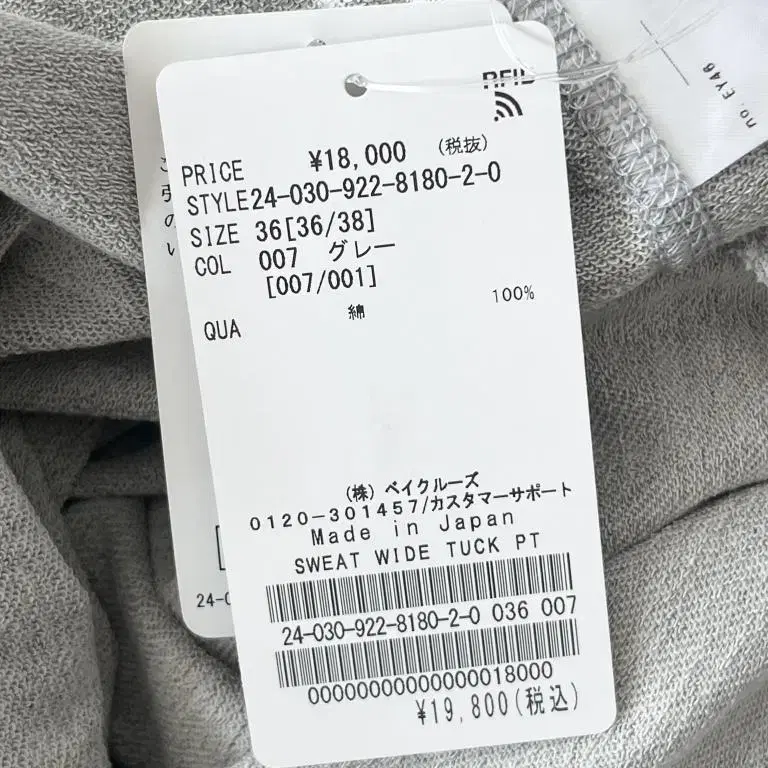 RFID
no. EY46
PRICE ¥18,000 (税抜)
STYLE24-030-922-8180-2-0
SIZE 36[36/38]
COL 007 グレー
[007/001]
QUA 綿 100%
(株) ベイクルーズ
0120-301457/カスタマーサポート
Made in Japan
SWEAT WIDE TUCK PT
24-030-922-8180-2-0 036 007
00000000000000018000
¥19,800(税込)